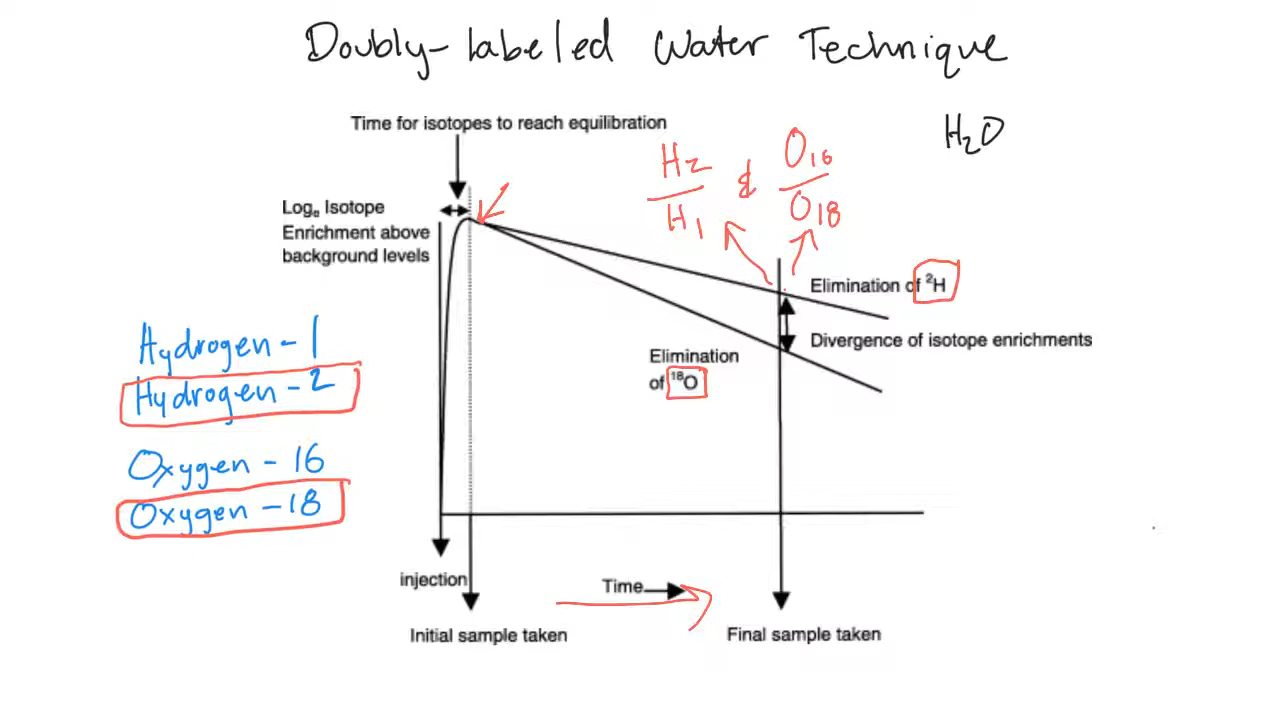 Doubly-labeled Water Technique
Time for isotopes to reach equilibration
H2O
H2/H1 & O16/O18
Logₑ Isotope
Enrichment above
background levels
Elimination of ²H
Hydrogen-1
Hydrogen-2
Divergence of isotope enrichments
Elimination
of ¹⁸O
Oxygen-16
Oxygen-18
injection
Time
Initial sample taken
Final sample taken